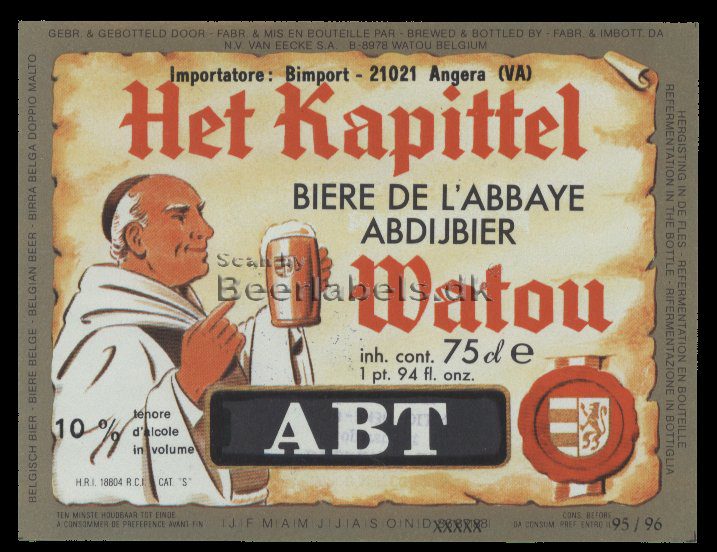 GEBR. & GEBOTTELD DOOR - FABR. & MIS EN BOUTEILLE PAR - BREWED & BOTTLED BY - FABR. & IMBOTT. DA
N.V. VAN EECKE S.A. B-8978 WATOU BELGIUM
Importatore: Bimport - 21021 Angera (VA)
Het Kapittel
BIERE DE L'ABBAYE
ABDIJBIER
Scan by
Beerlabels.dk
Watou
inh. cont. 75 cl e
1 pt. 94 fl. onz.
ABT
10 %
tenore
d'alcole
in volume
H.R.I. 18804 R.C.I. CAT. "S"
BELGISCH BIER - BIERE BELGE - BELGIAN BEER - BIRRA BELGA DOPPIO MALTO
HERGISTING IN DE FLES - REFERMENTATION EN BOUTEILLE
REFERMENTATION IN THE BOTTLE - RIFERMENTAZIONE IN BOTTIGLIA
TEN MINSTE HOUDBAAR TOT EINDE
A CONSOMMER DE PREFERENCE AVANT FIN
J F M A M J J A S O N D
CONS. BEFORE
DA CONSUM. PREF. ENTRO IL
95 / 96